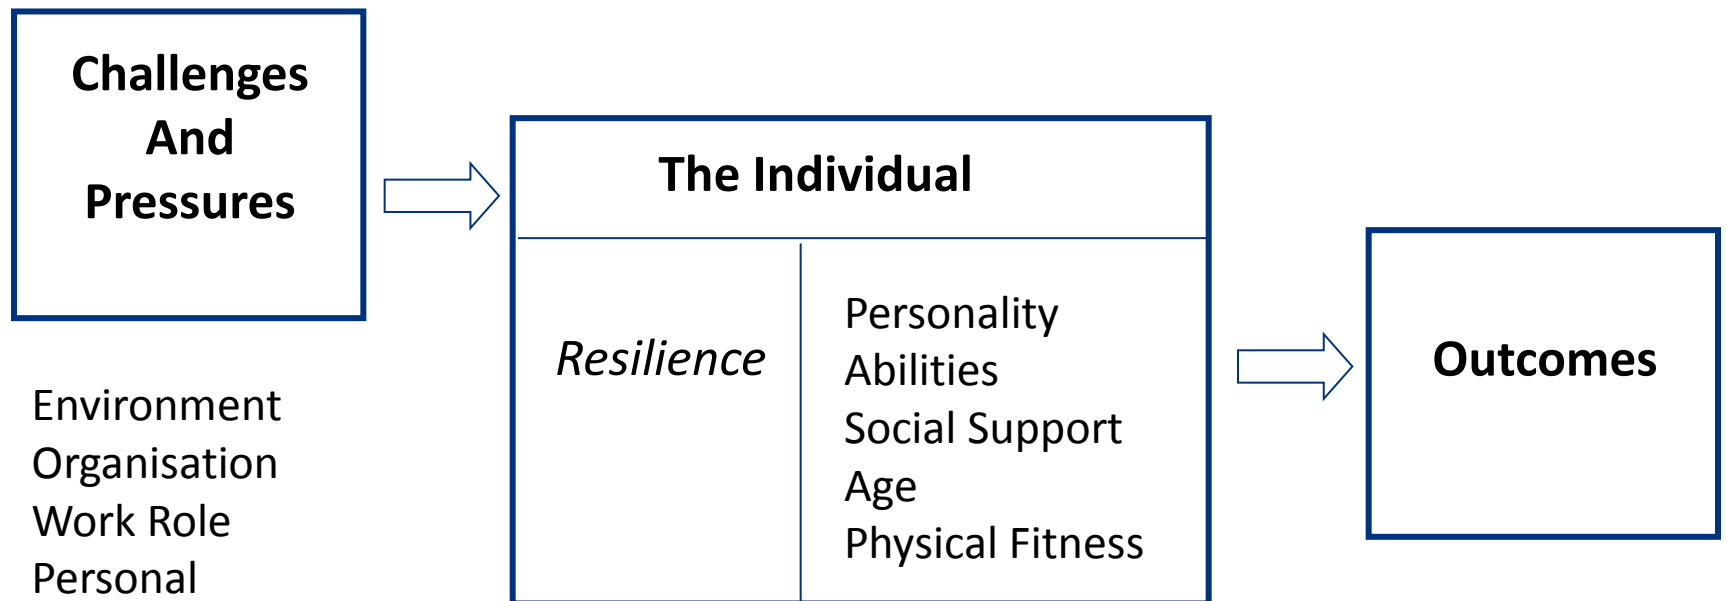 Challenges
And
Pressures
Environment
Organisation
Work Role
Personal
The Individual
Resilience
Personality
Abilities
Social Support
Age
Physical Fitness
Outcomes